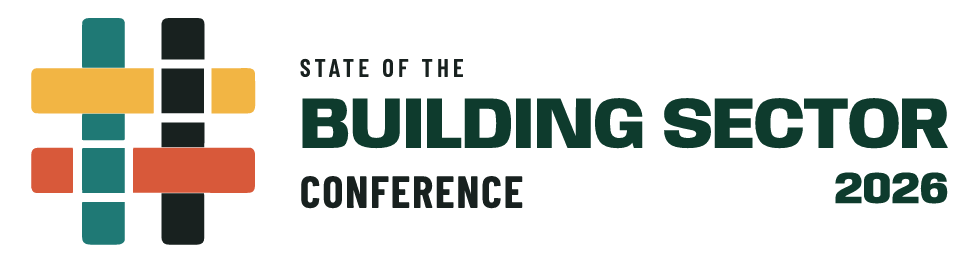 STATE OF THE
BUILDING SECTOR
CONFERENCE
2026